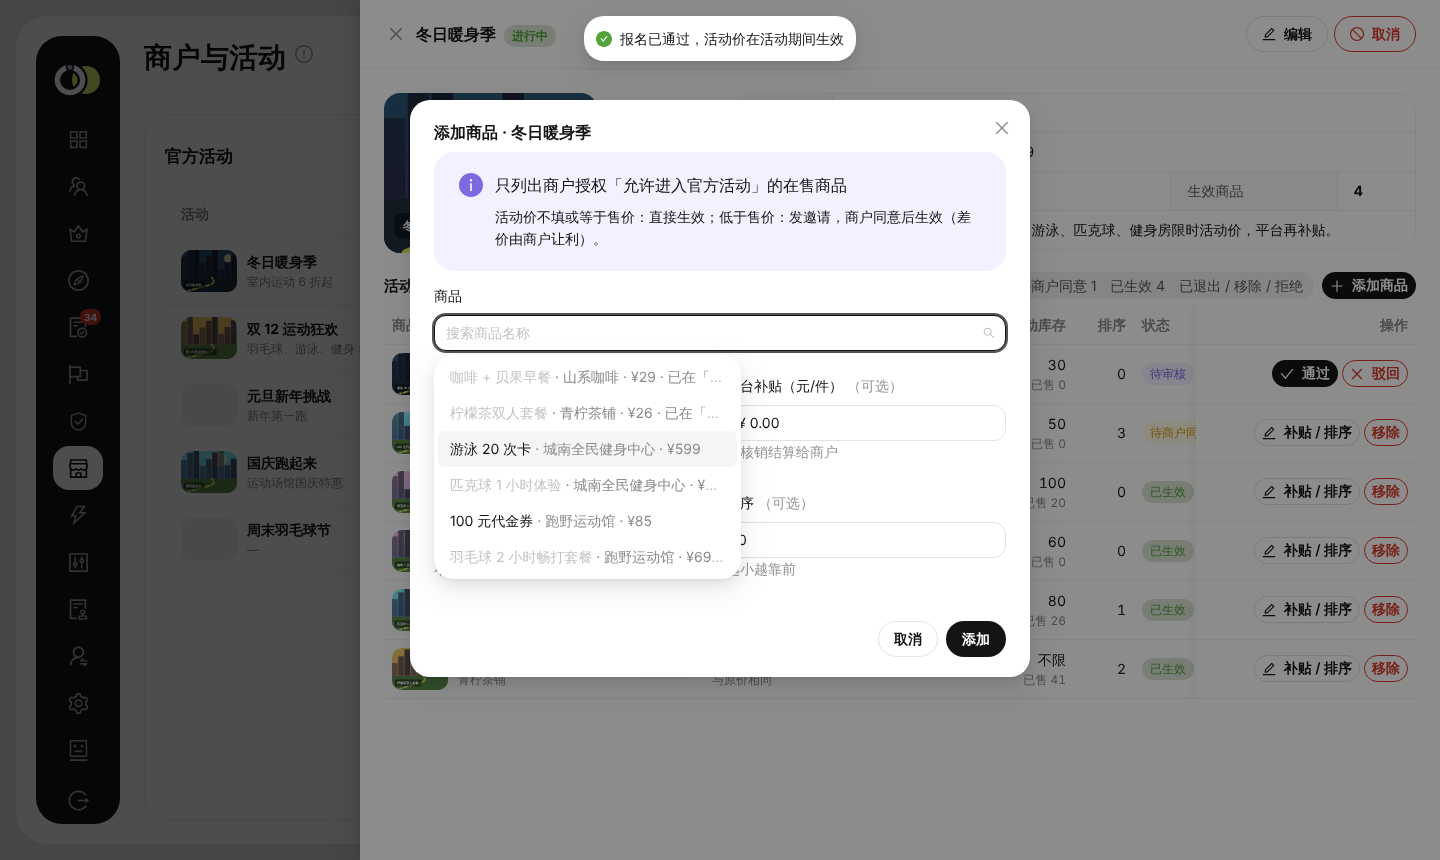 冬日暖身季
进行中
报名已通过，活动价在活动期间生效
编辑
取消
商户与活动
34
官方活动
活动
冬日暖身季
室内运动 6 折起
双 12 运动狂欢
羽毛球、游泳、健身
元旦新年挑战
新年第一跑
国庆跑起来
运动场馆国庆特惠
周末羽毛球节
—
添加商品 · 冬日暖身季
只列出商户授权「允许进入官方活动」的在售商品
活动价不填或等于售价：直接生效；低于售价：发邀请，商户同意后生效（差
价由商户让利）。
商品
搜索商品名称
咖啡 + 贝果早餐 · 山系咖啡 · ¥29 · 已在「...
柠檬茶双人套餐 · 青柠茶铺 · ¥26 · 已在「...
游泳 20 次卡 · 城南全民健身中心 · ¥599
匹克球 1 小时体验 · 城南全民健身中心 · ¥...
100 元代金券 · 跑野运动馆 · ¥85
羽毛球 2 小时畅打套餐 · 跑野运动馆 · ¥69...
台补贴（元/件）（可选）
¥ 0.00
核销结算给商户
序（可选）
0
小越靠前
取消
添加
9
生效商品
4
游泳、匹克球、健身房限时活动价，平台再补贴。
活动
商户同意 1
已生效 4
已退出 / 移除 / 拒绝
添加商品
商
动库存
排序
状态
操作
30
已售 0
0
待审核
通过
驳回
50
已售 0
3
待商户同
补贴 / 排序
移除
100
已售 20
0
已生效
补贴 / 排序
移除
60
已售 0
0
已生效
补贴 / 排序
移除
80
已售 26
1
已生效
补贴 / 排序
移除
青柠茶铺
与原价相同
不限
已售 41
2
已生效
补贴 / 排序
移除